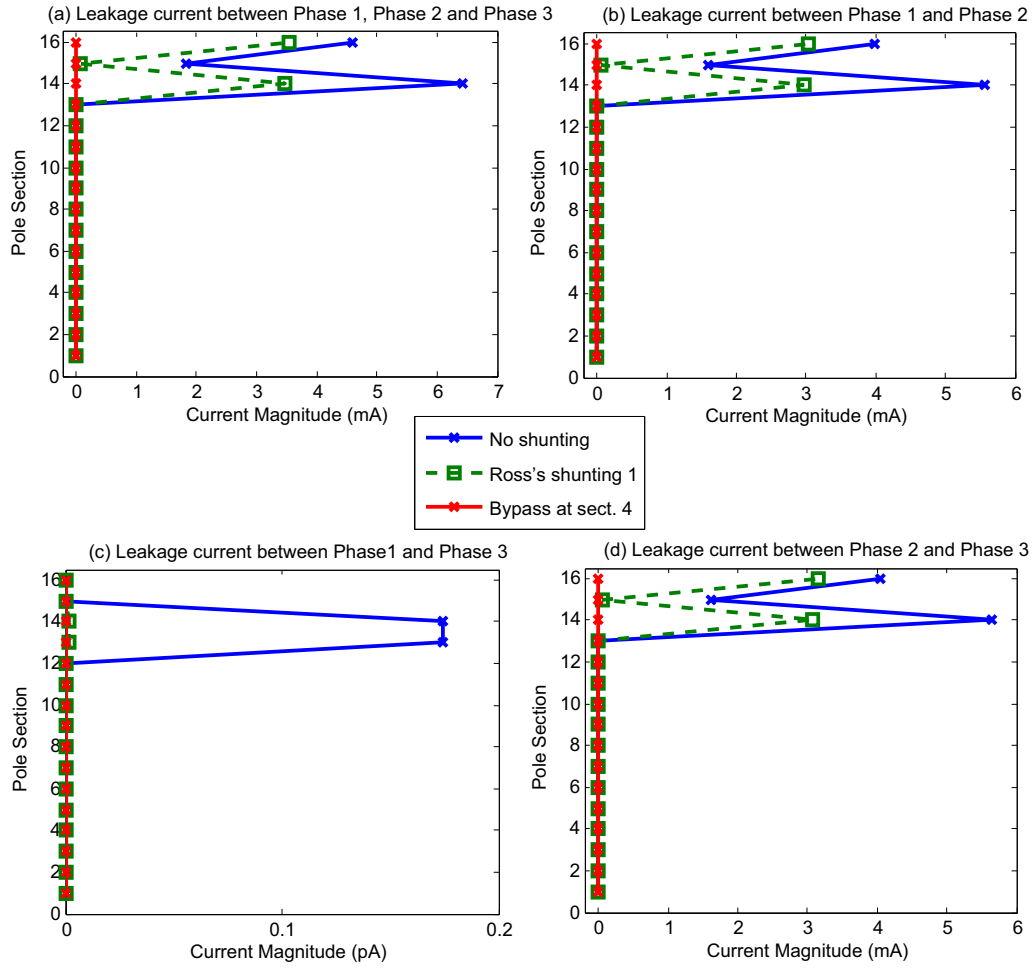 (a) Leakage current between Phase 1, Phase 2 and Phase 3
16
14
12
10
8
6
4
2
0
Pole Section
0 1 2 3 4 5 6 7
Current Magnitude (mA)
(b) Leakage current between Phase 1 and Phase 2
16
14
12
10
8
6
4
2
0
Pole Section
0 1 2 3 4 5 6
Current Magnitude (mA)
No shunting
Ross's shunting 1
Bypass at sect. 4
(c) Leakage current between Phase1 and Phase 3
16
14
12
10
8
6
4
2
0
Pole Section
0 0.1 0.2
Current Magnitude (pA)
(d) Leakage current between Phase 2 and Phase 3
16
14
12
10
8
6
4
2
0
Pole Section
0 1 2 3 4 5 6
Current Magnitude (mA)